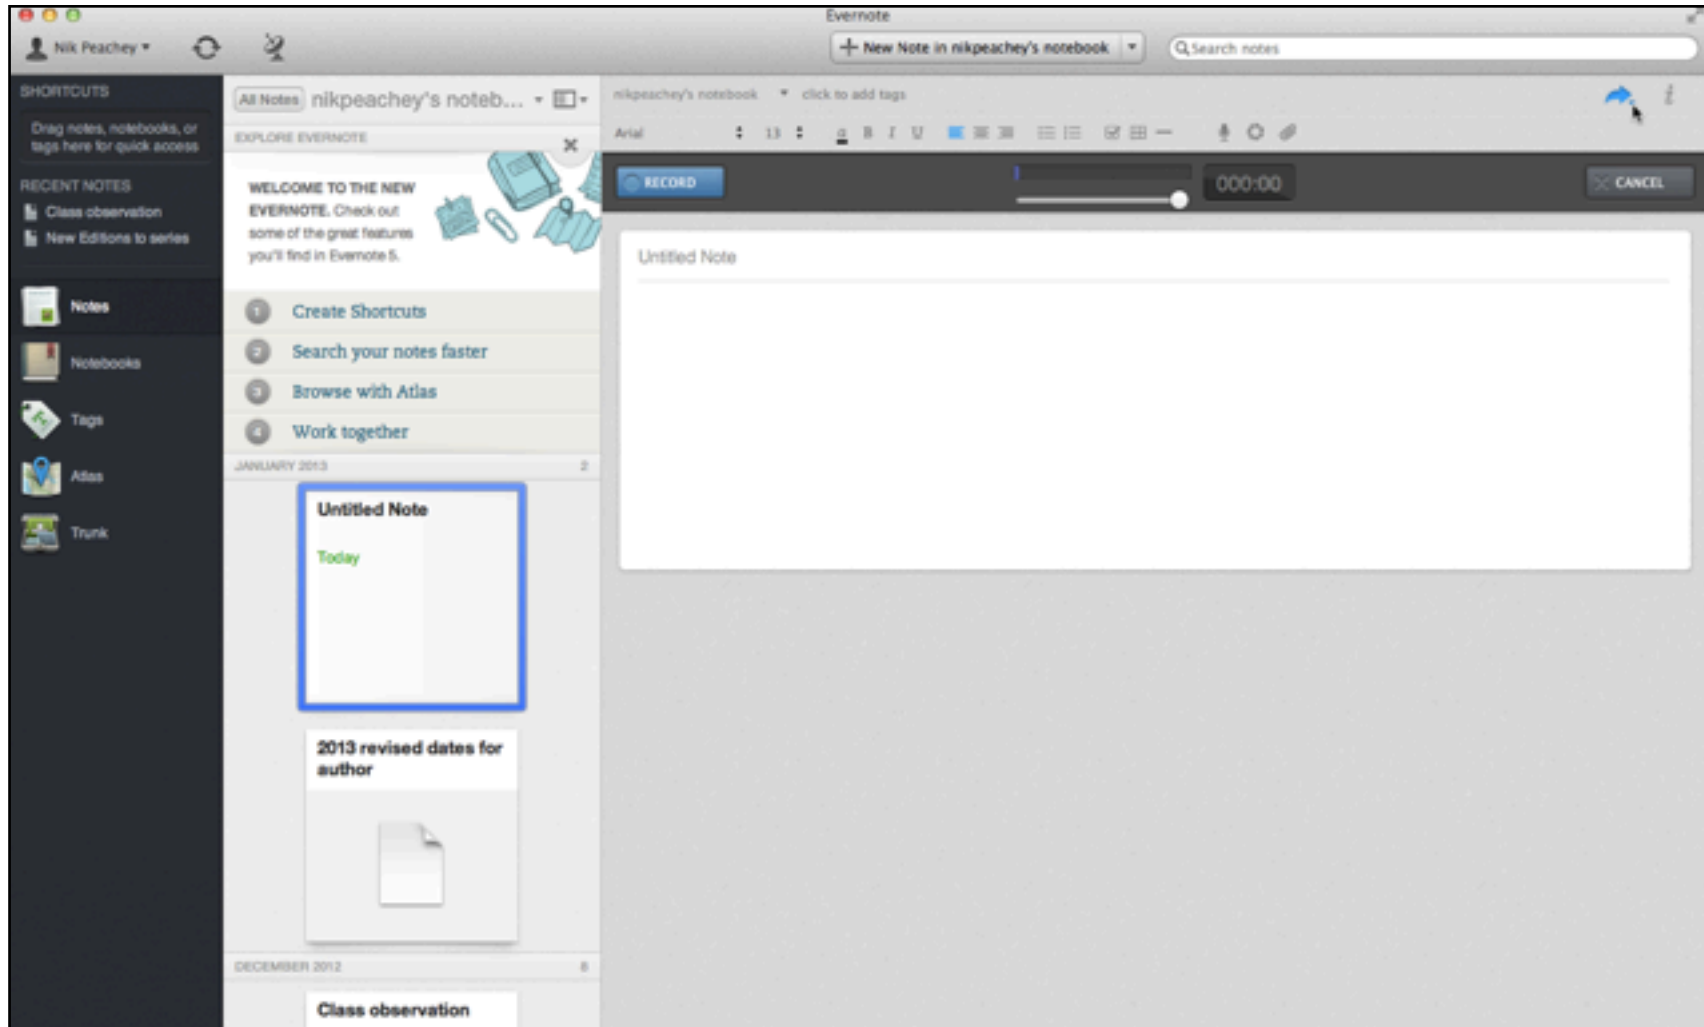 Evernote
Nik Peachey
New Note in nikpeachey's notebook
Search notes
SHORTCUTS
Drag notes, notebooks, or
tags here for quick access
RECENT NOTES
Class observation
New Editions to series
Notes
Notebooks
Tags
Atlas
Trunk
All Notes nikpeachey's noteb...
EXPLORE EVERNOTE
WELCOME TO THE NEW
EVERNOTE. Check out
some of the great features
you'll find in Evernote 5.
1 Create Shortcuts
2 Search your notes faster
3 Browse with Atlas
4 Work together
JANUARY 2013 2
Untitled Note
Today
2013 revised dates for
author
DECEMBER 2012 8
Class observation
nikpeachey's notebook click to add tags
Arial 13 a B I U
RECORD 000:00 CANCEL
Untitled Note